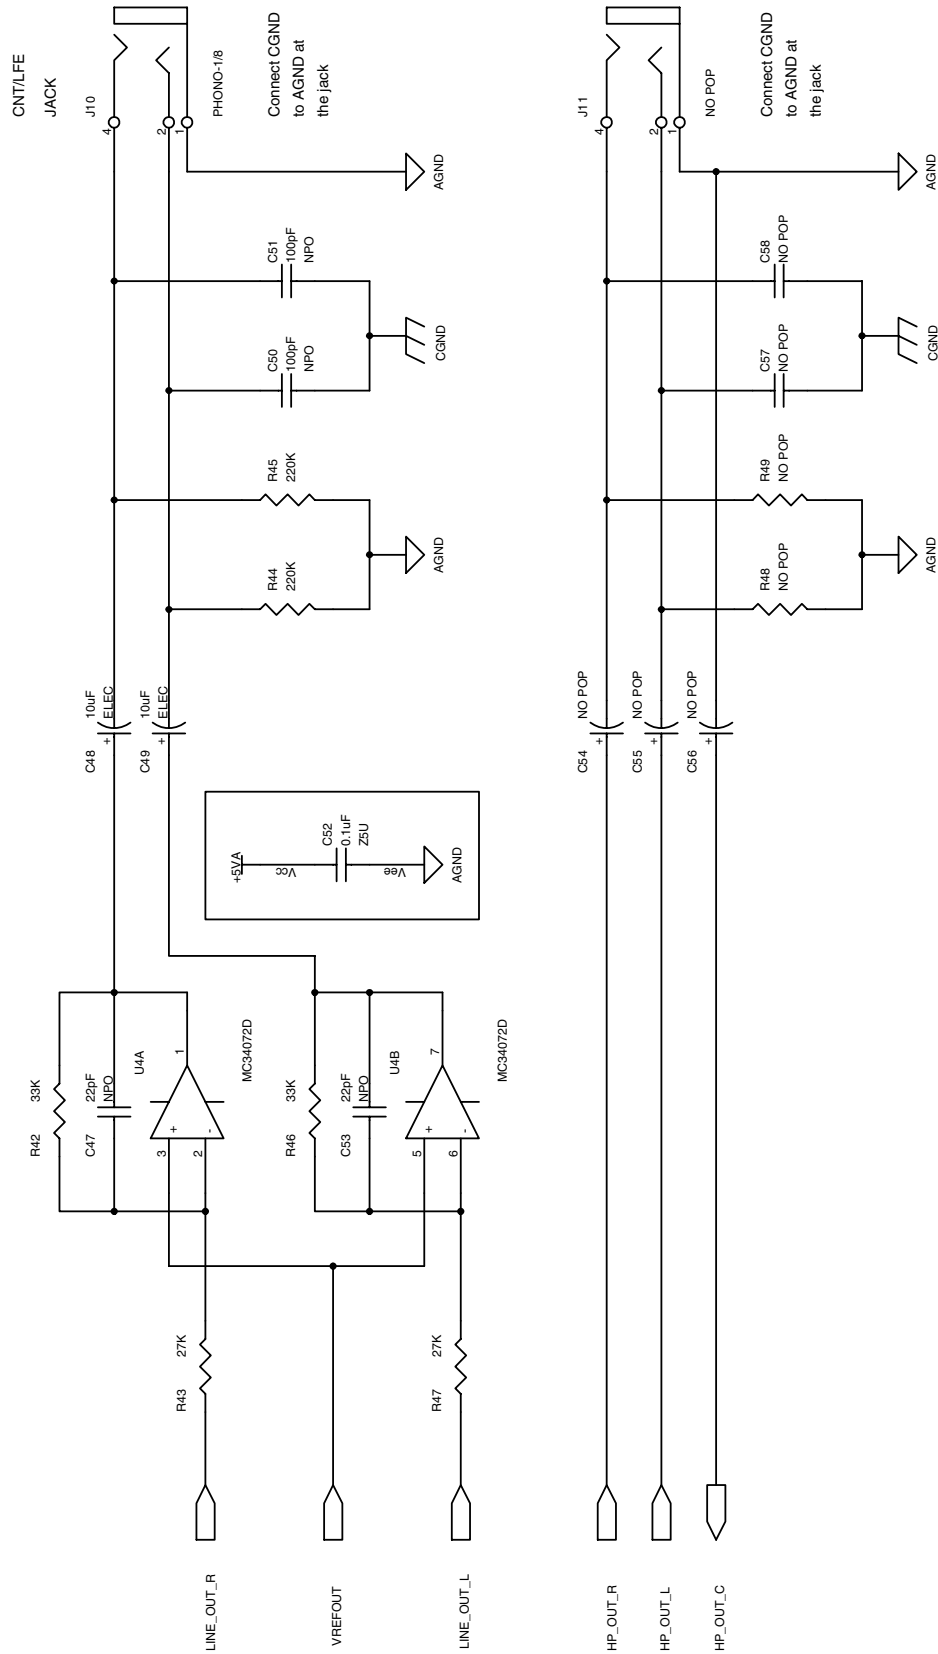 CNT/LFE
JACK
J10
4
2
1
PHONO-1/8
Connect CGND
to AGND at
the jack
AGND
C51
100pF
NPO
C50
100pF
NPO
CGND
R45
220K
R44
220K
AGND
10uF
ELEC
+
C48
10uF
ELEC
+
C49
+5VA
Vcc
C52
0.1uF
Z5U
Vee
AGND
R42
33K
C47
22pF
NPO
U4A
3
+
2
-
1
MC34072D
R46
33K
C53
22pF
NPO
U4B
5
+
6
-
7
MC34072D
R43
27K
R47
27K
LINE_OUT_R
VREFOUT
LINE_OUT_L
J11
4
2
1
NO POP
Connect CGND
to AGND at
the jack
AGND
C58
NO POP
C57
NO POP
CGND
R49
NO POP
R48
NO POP
AGND
C54
+
NO POP
C55
+
NO POP
C56
+
NO POP
HP_OUT_R
HP_OUT_L
HP_OUT_C